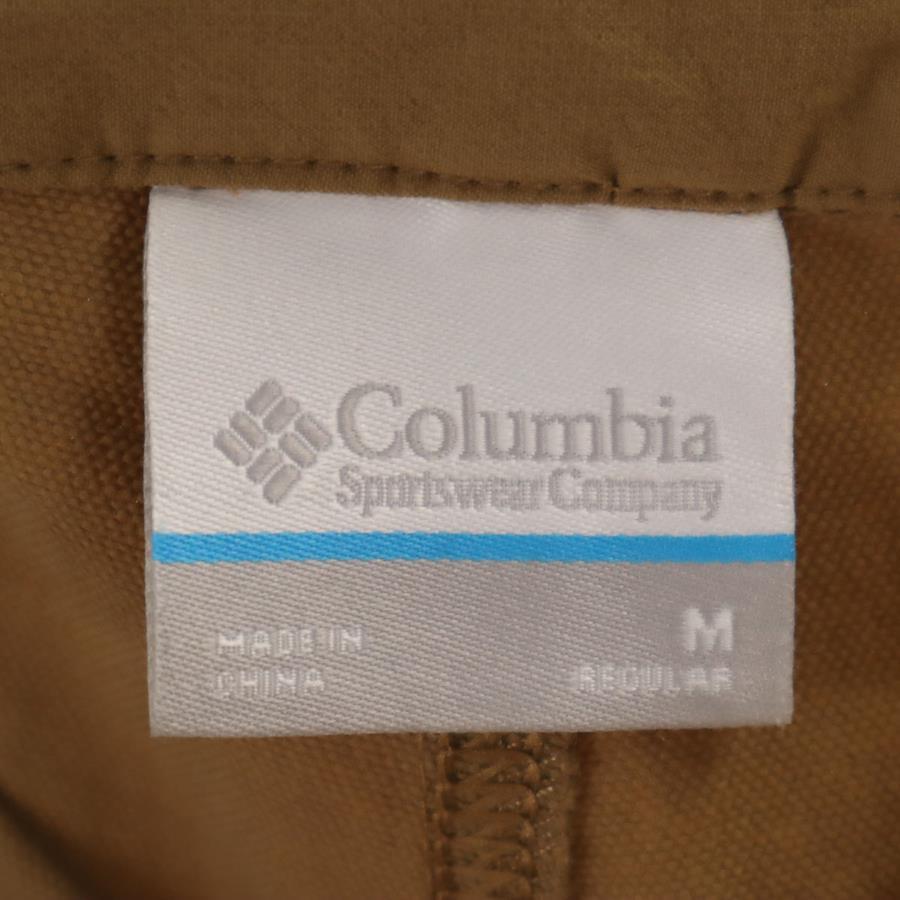 Columbia
Sportswear Company
MADE IN
CHINA
M
REGULAR